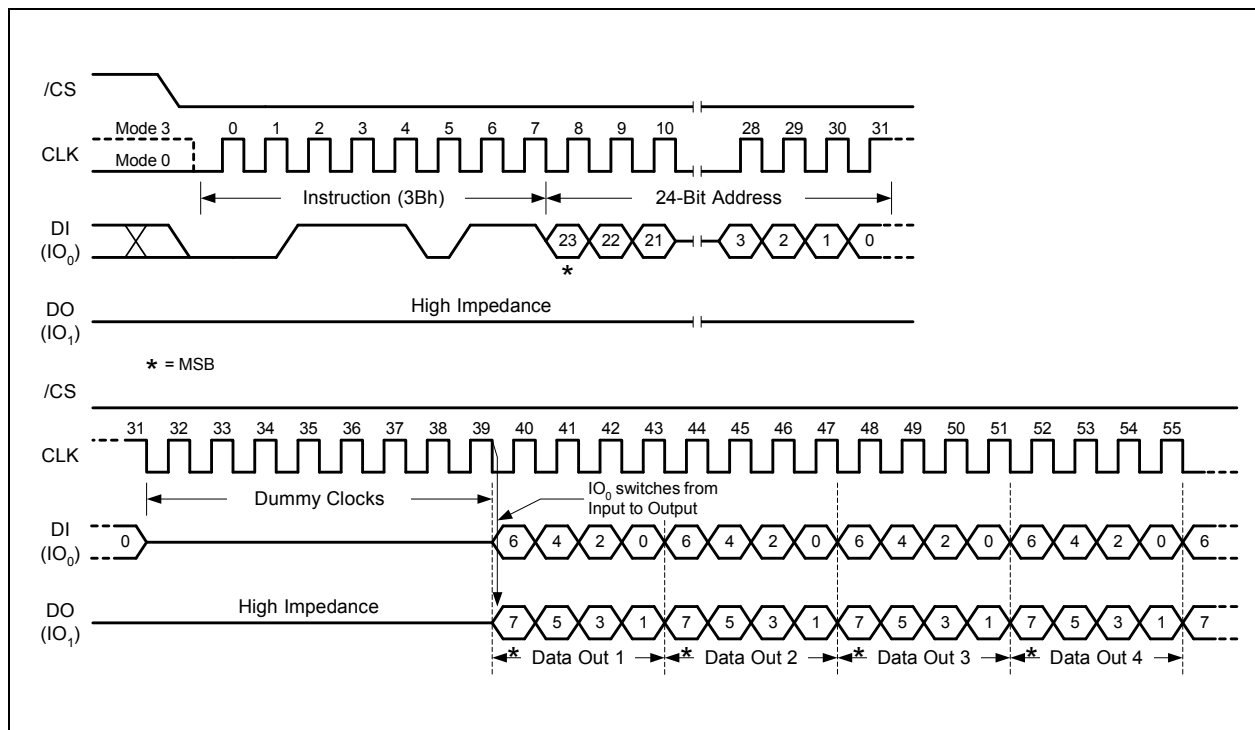 /CS
Mode 3 0 1 2 3 4 5 6 7 8 9 10 28 29 30 31
CLK
Mode 0
Instruction (3Bh) 24-Bit Address
DI
(IO₀)
23 22 21 3 2 1 0
*
High Impedance
DO
(IO₁)
* = MSB
/CS
31 32 33 34 35 36 37 38 39 40 41 42 43 44 45 46 47 48 49 50 51 52 53 54 55
CLK
Dummy Clocks
IO₀ switches from
Input to Output
DI
(IO₀)
0 6 4 2 0 6 4 2 0 6 4 2 0 6 4 2 0 6
High Impedance
DO
(IO₁)
7 5 3 1 7 5 3 1 7 5 3 1 7 5 3 1 7
* Data Out 1 * Data Out 2 * Data Out 3 * Data Out 4